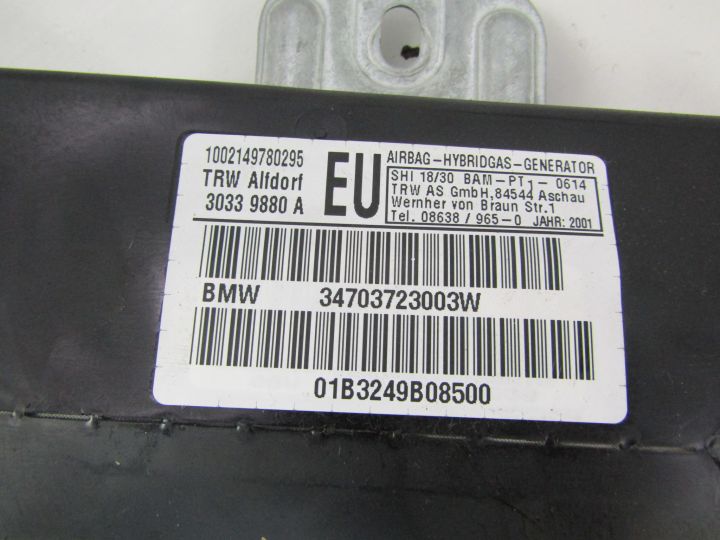 1002149780295
TRW Alfdorf
3033 9880 A
EU
AIRBAG-HYBRIDGAS-GENERATOR
SHI 18/30 BAM-PT1-0614
TRW AS GmbH,84544 Aschau
Wernher von Braun Str.1
Tel. 08638 / 965-0 JAHR: 2001
BMW 34703723003W
01B3249B08500